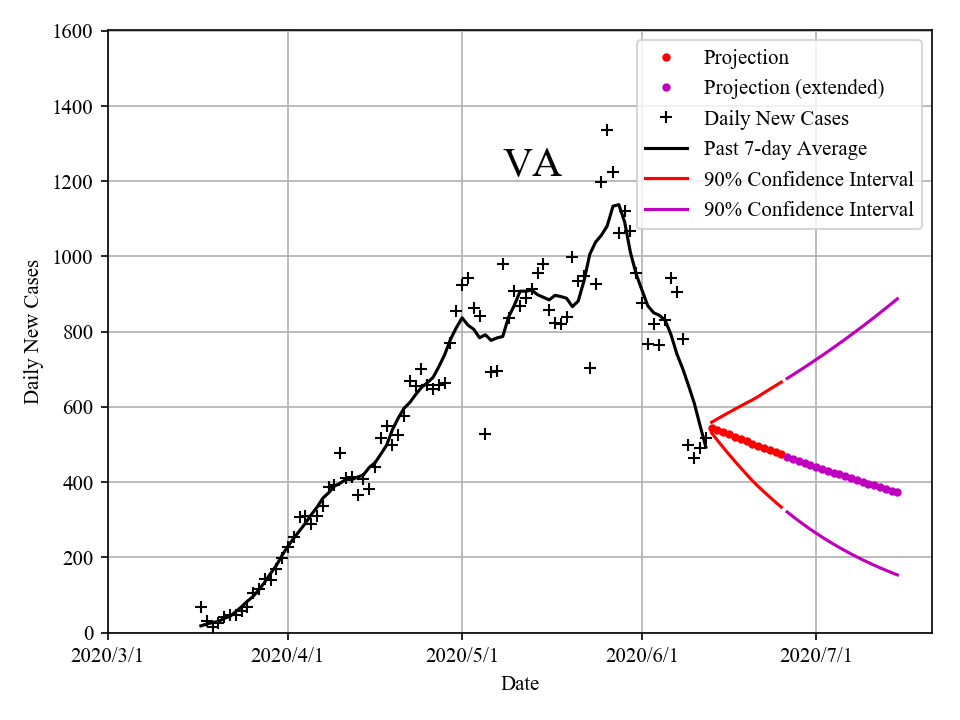 1600
1400
1200
1000
800
600
400
200
0
Daily New Cases
VA
Projection
Projection (extended)
Daily New Cases
Past 7-day Average
90% Confidence Interval
90% Confidence Interval
2020/3/1 2020/4/1 2020/5/1 2020/6/1 2020/7/1
Date